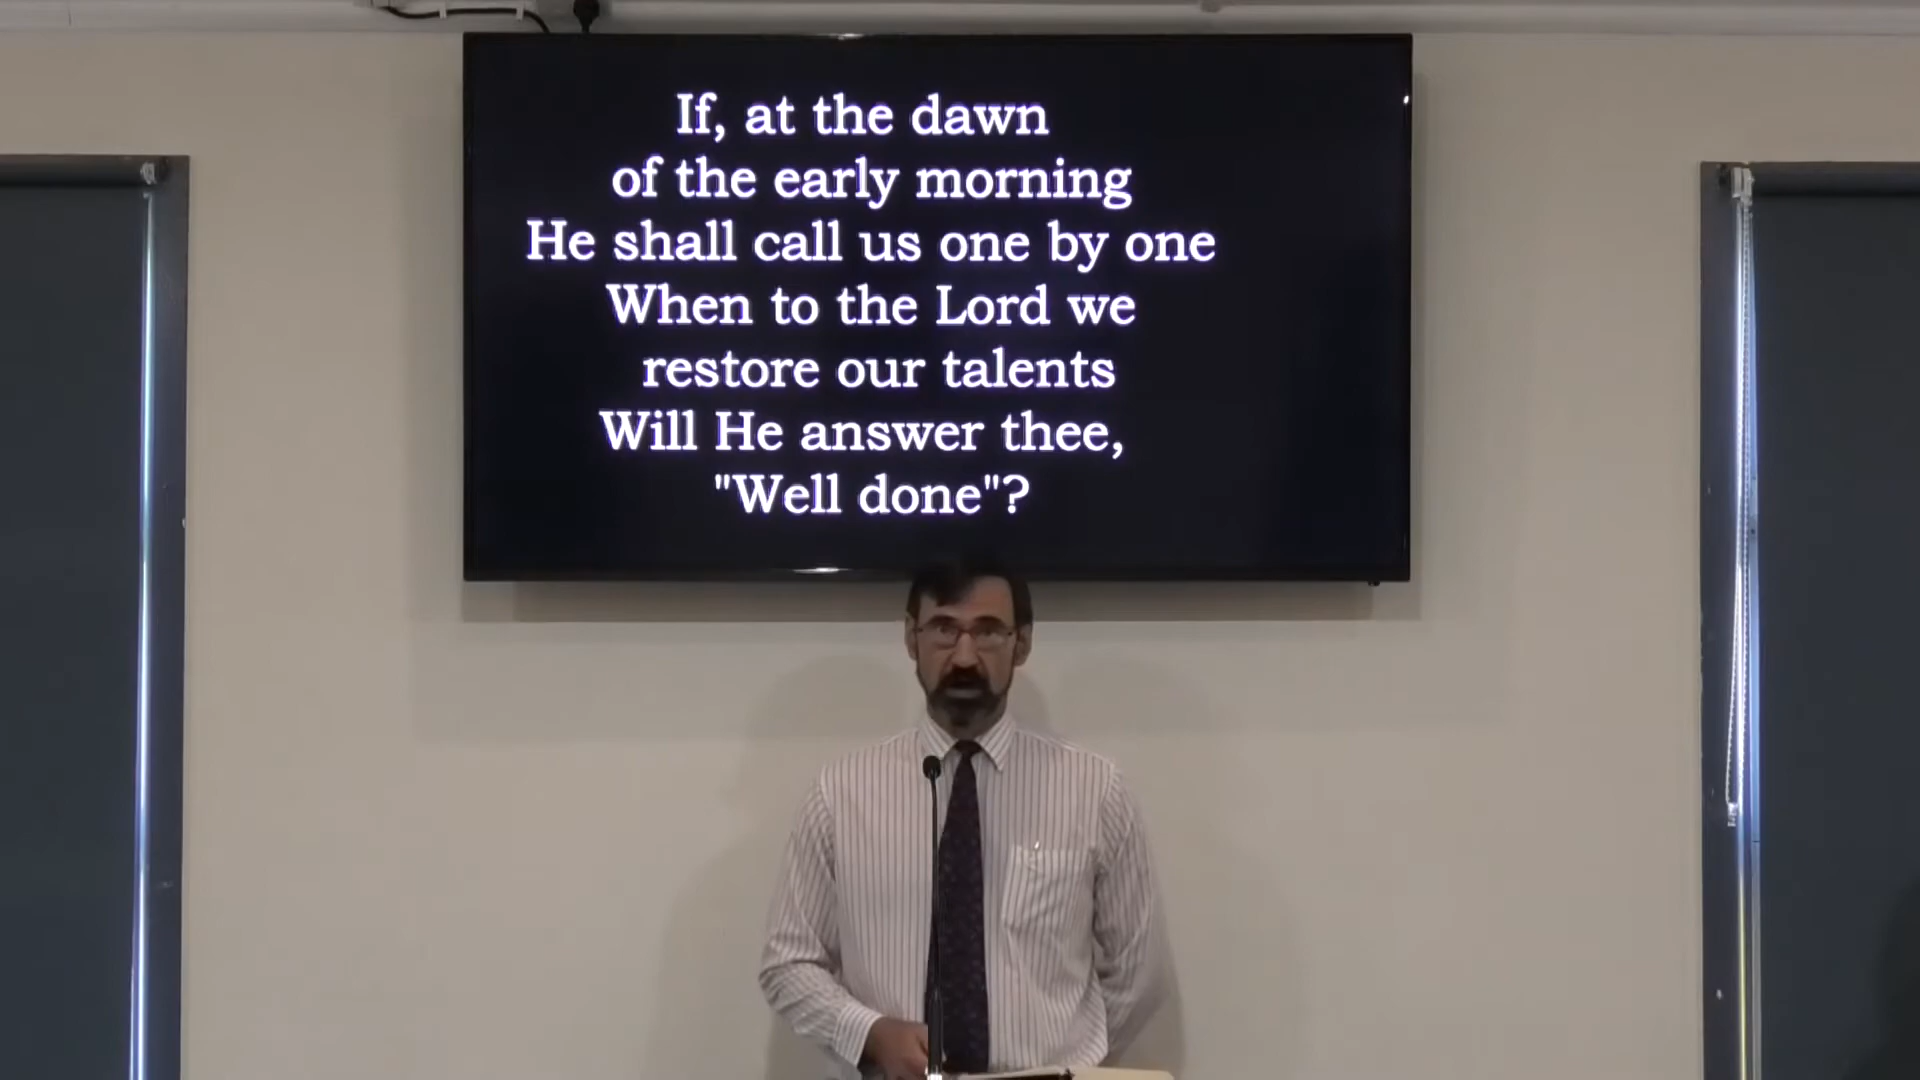 If, at the dawn
of the early morning
He shall call us one by one
When to the Lord we
restore our talents
Will He answer thee,
"Well done"?